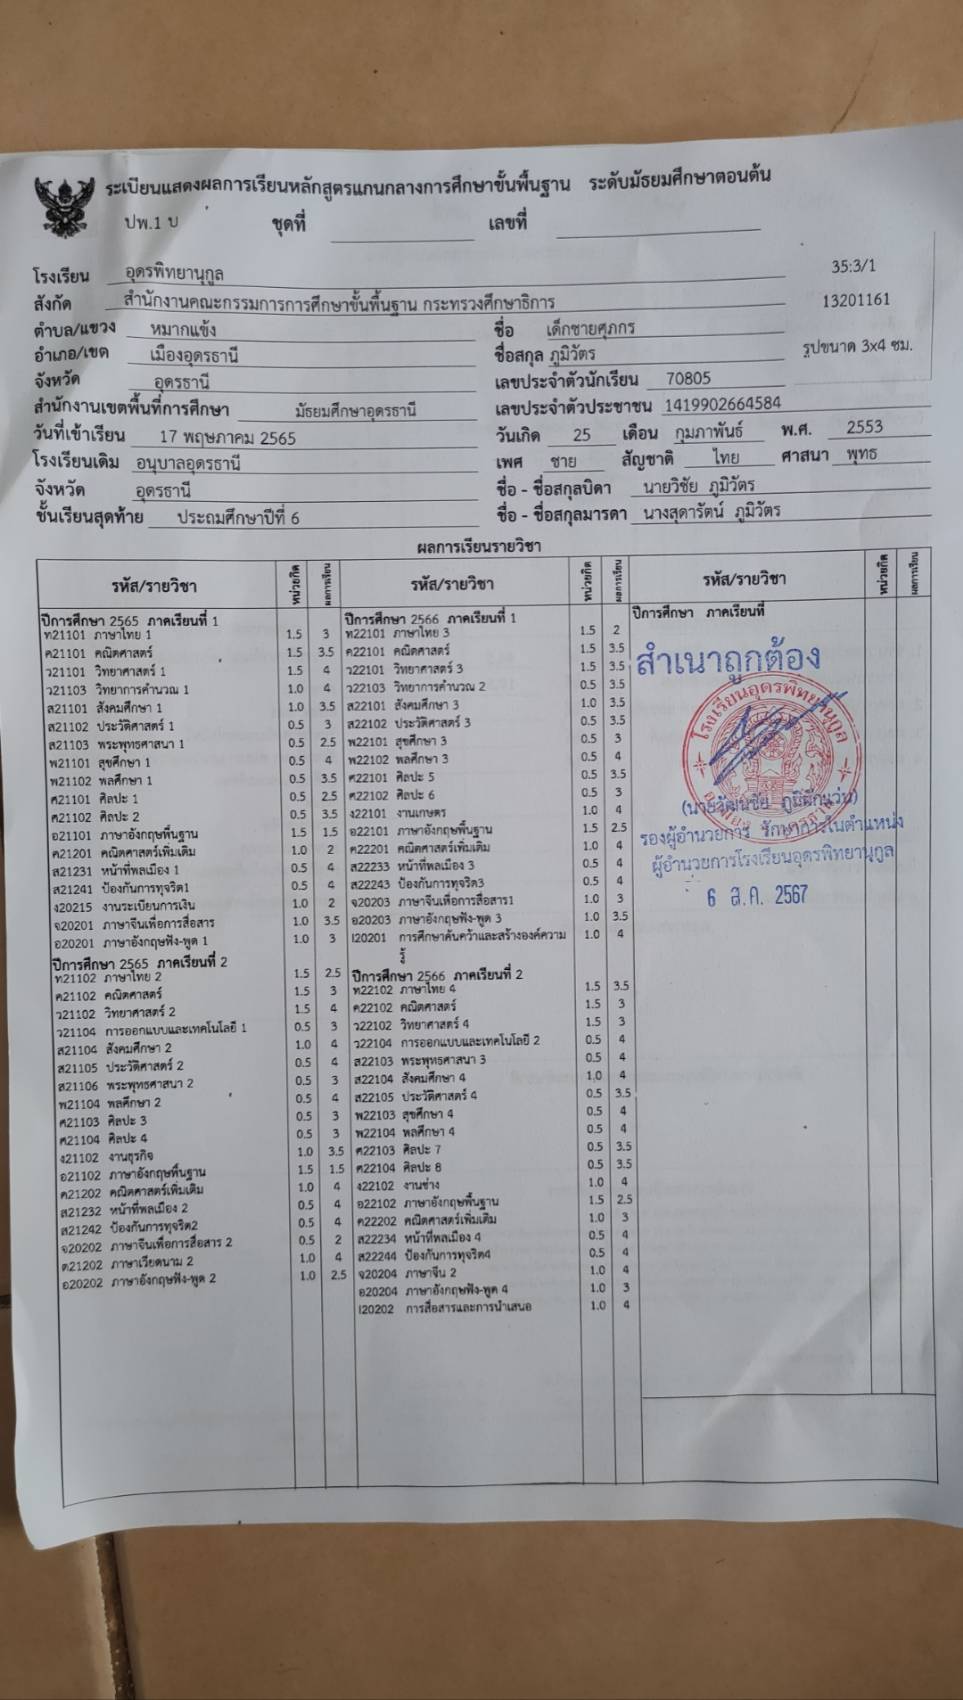 ระเบียนแสดงผลการเรียนหลักสูตรแกนกลางการศึกษาขั้นพื้นฐาน ระดับมัธยมศึกษาตอนต้น
ปพ.1 บ ชุดที่ เลขที่
โรงเรียน อุดรพิทยานุกูล 35:3/1
สังกัด สำนักงานคณะกรรมการการศึกษาขั้นพื้นฐาน กระทรวงศึกษาธิการ 13201161
ตำบล/แขวง หมากแข้ง ชื่อ เด็กชายศุภกร
อำเภอ/เขต เมืองอุดรธานี ชื่อสกุล ภูมิวัตร รูปขนาด 3x4 ซม.
จังหวัด อุดรธานี เลขประจำตัวนักเรียน 70805
สำนักงานเขตพื้นที่การศึกษา มัธยมศึกษาอุดรธานี เลขประจำตัวประชาชน 1419902664584
วันที่เข้าเรียน 17 พฤษภาคม 2565 วันเกิด 25 เดือน กุมภาพันธ์ พ.ศ. 2553
โรงเรียนเดิม อนุบาลอุดรธานี เพศ ชาย สัญชาติ ไทย ศาสนา พุทธ
จังหวัด อุดรธานี ชื่อ - ชื่อสกุลบิดา นายวิชัย ภูมิวัตร
ชั้นเรียนสุดท้าย ประถมศึกษาปีที่ 6 ชื่อ - ชื่อสกุลมารดา นางสุดารัตน์ ภูมิวัตร
ผลการเรียนรายวิชา
รหัส/รายวิชา หน่วยกิต ผลการเรียน รหัส/รายวิชา หน่วยกิต ผลการเรียน รหัส/รายวิชา หน่วยกิต ผลการเรียน
ปีการศึกษา 2565 ภาคเรียนที่ 1
ท21101 ภาษาไทย 1 1.5 3
ค21101 คณิตศาสตร์ 1.5 3.5
ว21101 วิทยาศาสตร์ 1 1.5 4
ว21103 วิทยาการคำนวณ 1 1.0 4
ส21101 สังคมศึกษา 1 1.0 3.5
ส21102 ประวัติศาสตร์ 1 0.5 3
ส21103 พระพุทธศาสนา 1 0.5 2.5
พ21101 สุขศึกษา 1 0.5 4
พ21102 พลศึกษา 1 0.5 3.5
ศ21101 ศิลปะ 1 0.5 2.5
ศ21102 ศิลปะ 2 0.5 3.5
อ21101 ภาษาอังกฤษพื้นฐาน 1.5 1.5
ค21201 คณิตศาสตร์เพิ่มเติม 1.0 2
ส21231 หน้าที่พลเมือง 1 0.5 4
ส21241 ป้องกันการทุจริต1 0.5 4
ง20215 งานระเบียนการเงิน 1.0 2
จ20201 ภาษาจีนเพื่อการสื่อสาร 1.0 3.5
อ20201 ภาษาอังกฤษฟัง-พูด 1 1.0 3
ปีการศึกษา 2565 ภาคเรียนที่ 2
ท21102 ภาษาไทย 2 1.5 2.5
ค21102 คณิตศาสตร์ 1.5 3
ว21102 วิทยาศาสตร์ 2 1.5 4
ว21104 การออกแบบและเทคโนโลยี 1 0.5 3
ส21104 สังคมศึกษา 2 1.0 4
ส21105 ประวัติศาสตร์ 2 0.5 4
ส21106 พระพุทธศาสนา 2 0.5 3
พ21104 พลศึกษา 2 0.5 4
ศ21103 ศิลปะ 3 0.5 3
ศ21104 ศิลปะ 4 0.5 3
ง21102 งานธุรกิจ 1.0 3.5
อ21102 ภาษาอังกฤษพื้นฐาน 1.5 1.5
ค21202 คณิตศาสตร์เพิ่มเติม 1.0 4
ส21232 หน้าที่พลเมือง 2 0.5 4
ส21242 ป้องกันการทุจริต2 0.5 4
จ20202 ภาษาจีนเพื่อการสื่อสาร 2 0.5 2
ต21202 ภาษาเวียดนาม 2 1.0 4
อ20202 ภาษาอังกฤษฟัง-พูด 2 1.0 2.5
ปีการศึกษา 2566 ภาคเรียนที่ 1
ท22101 ภาษาไทย 3 1.5 2
ค22101 คณิตศาสตร์ 1.5 3.5
ว22101 วิทยาศาสตร์ 3 1.5 3.5
ว22103 วิทยาการคำนวณ 2 0.5 3.5
ส22101 สังคมศึกษา 3 1.0 3.5
ส22102 ประวัติศาสตร์ 3 0.5 3.5
พ22101 สุขศึกษา 3 0.5 3
พ22102 พลศึกษา 3 0.5 4
ศ22101 ศิลปะ 5 0.5 3.5
ศ22102 ศิลปะ 6 0.5 3
ง22101 งานเกษตร 1.0 4
อ22101 ภาษาอังกฤษพื้นฐาน 1.5 2.5
ค22201 คณิตศาสตร์เพิ่มเติม 1.0 4
ส22233 หน้าที่พลเมือง 3 0.5 4
ส22243 ป้องกันการทุจริต3 0.5 4
จ20203 ภาษาจีนเพื่อการสื่อสาร1 1.0 3
อ20203 ภาษาอังกฤษฟัง-พูด 3 1.0 3.5
I20201 การศึกษาค้นคว้าและสร้างองค์ความ 1.0 4
รู้
ปีการศึกษา 2566 ภาคเรียนที่ 2
ท22102 ภาษาไทย 4 1.5 3.5
ค22102 คณิตศาสตร์ 1.5 3
ว22102 วิทยาศาสตร์ 4 1.5 3
ว22104 การออกแบบและเทคโนโลยี 2 0.5 4
ส22103 พระพุทธศาสนา 3 0.5 4
ส22104 สังคมศึกษา 4 1.0 4
ส22105 ประวัติศาสตร์ 4 0.5 3.5
พ22103 สุขศึกษา 4 0.5 4
พ22104 พลศึกษา 4 0.5 4
ศ22103 ศิลปะ 7 0.5 3.5
ศ22104 ศิลปะ 8 0.5 3.5
ง22102 งานช่าง 1.0 4
อ22102 ภาษาอังกฤษพื้นฐาน 1.5 2.5
ค22202 คณิตศาสตร์เพิ่มเติม 1.0 3
ส22234 หน้าที่พลเมือง 4 0.5 4
ส22244 ป้องกันการทุจริต4 0.5 4
จ20204 ภาษาจีน 2 1.0 4
อ20204 ภาษาอังกฤษฟัง-พูด 4 1.0 3
I20202 การสื่อสารและการนำเสนอ 1.0 4
ปีการศึกษา ภาคเรียนที่
สำเนาถูกต้อง
โรงเรียนอุดรพิทยานุกูล
(นายวัฒนชัย ภูมิผักแว่น)
รองผู้อำนวยการ รักษาการในตำแหน่ง
ผู้อำนวยการโรงเรียนอุดรพิทยานุกูล
6 ส.ค. 2567